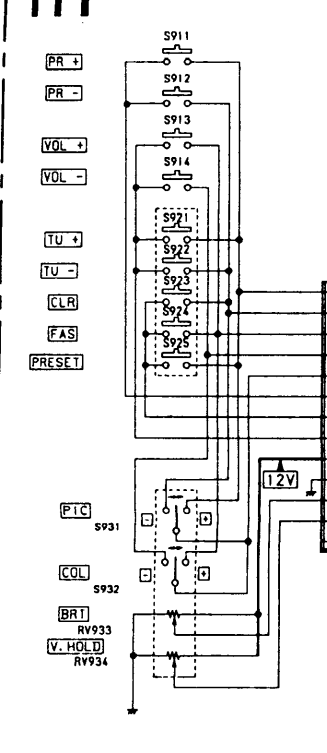 S911
PR +
S912
PR -
S913
VOL +
S914
VOL -
S921
TU +
S922
TU -
S923
CLR
S924
FAS
S925
PRESET
12V
PIC
- +
S931
COL
- +
S932
BRT
RV933
V. HOLD
RV934